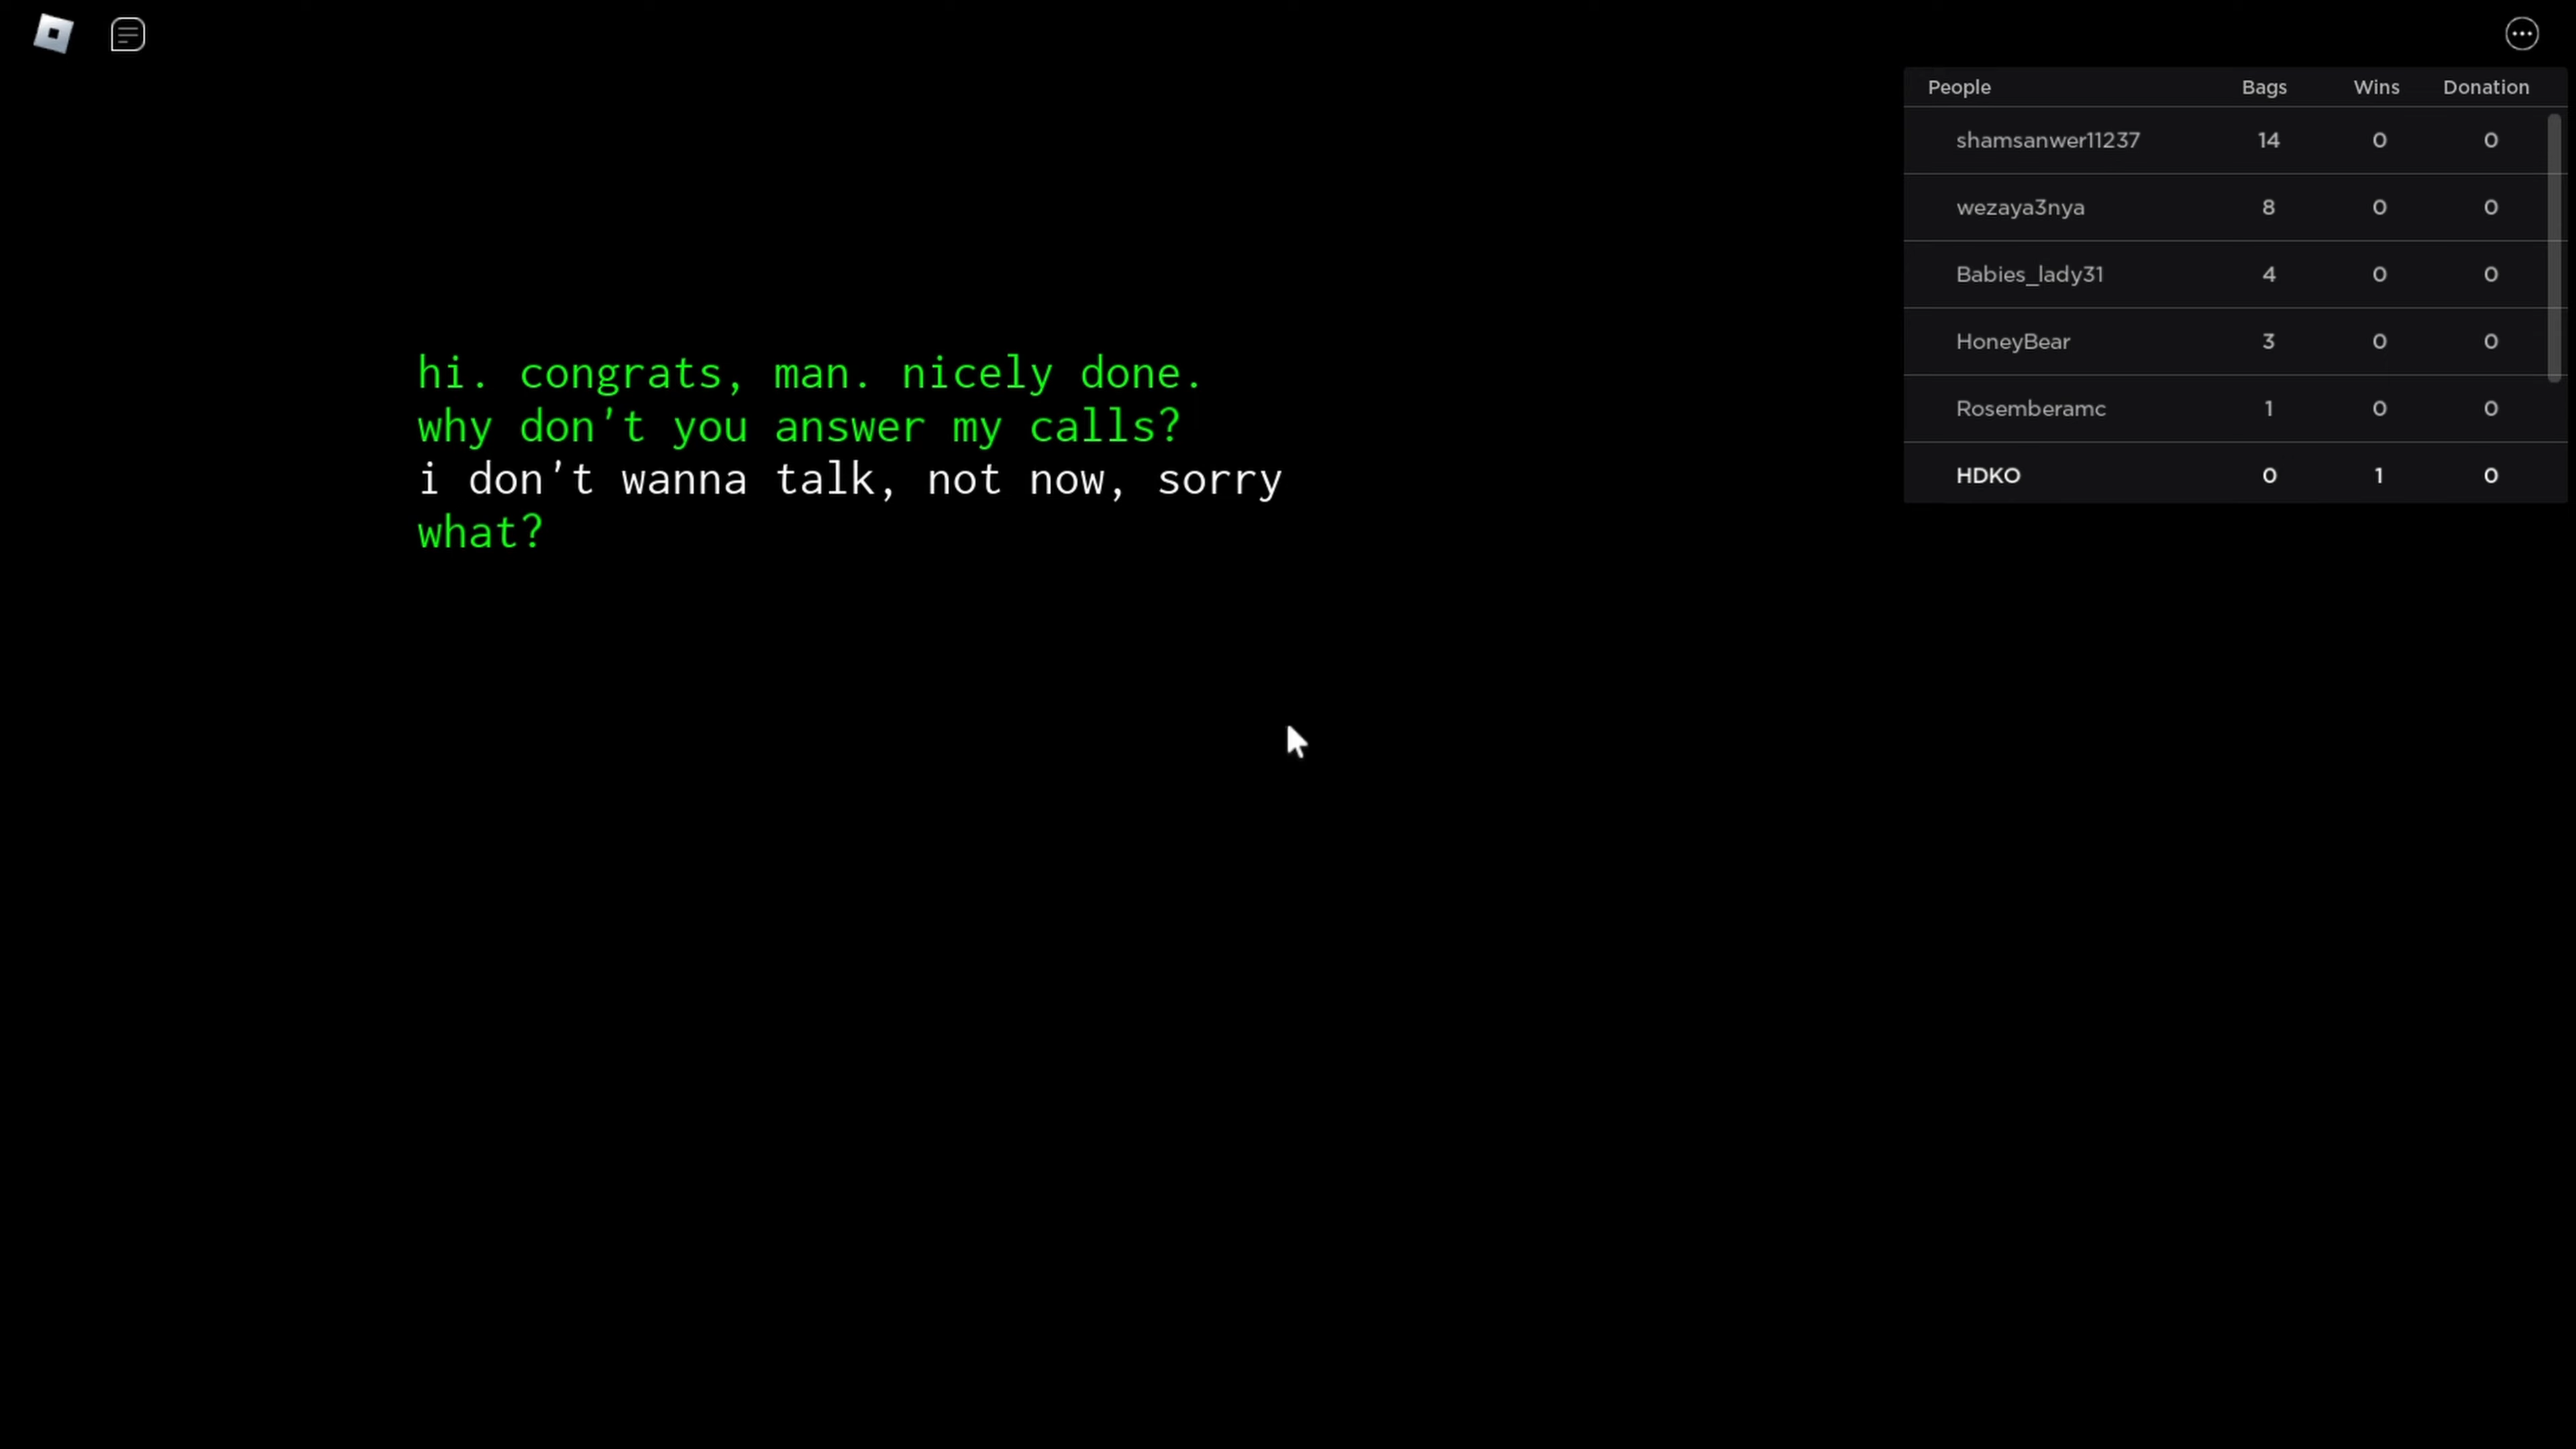 People Bags Wins Donation
shamsanwer11237 14 0 0
wezaya3nya 8 0 0
Babies_lady31 4 0 0
HoneyBear 3 0 0
Rosemberamc 1 0 0
HDKO 0 1 0
hi. congrats, man. nicely done.
why don't you answer my calls?
i don't wanna talk, not now, sorry
what?